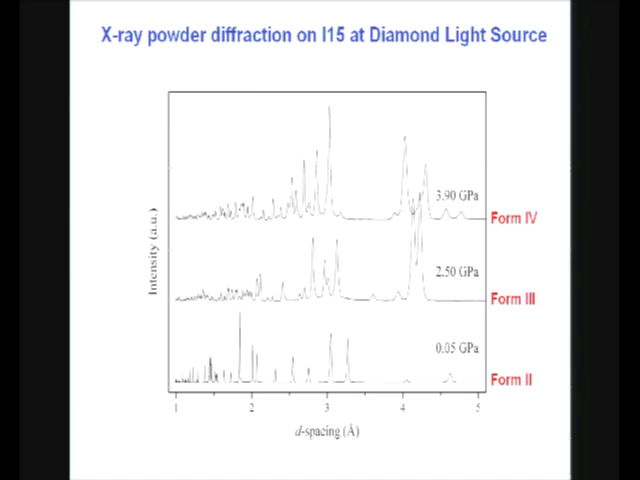 X-ray powder diffraction on I15 at Diamond Light Source
3.90 GPa
Form IV
2.50 GPa
Form III
0.05 GPa
Form II
Intensity (a.u.)
1 2 3 4 5
d-spacing (Å)